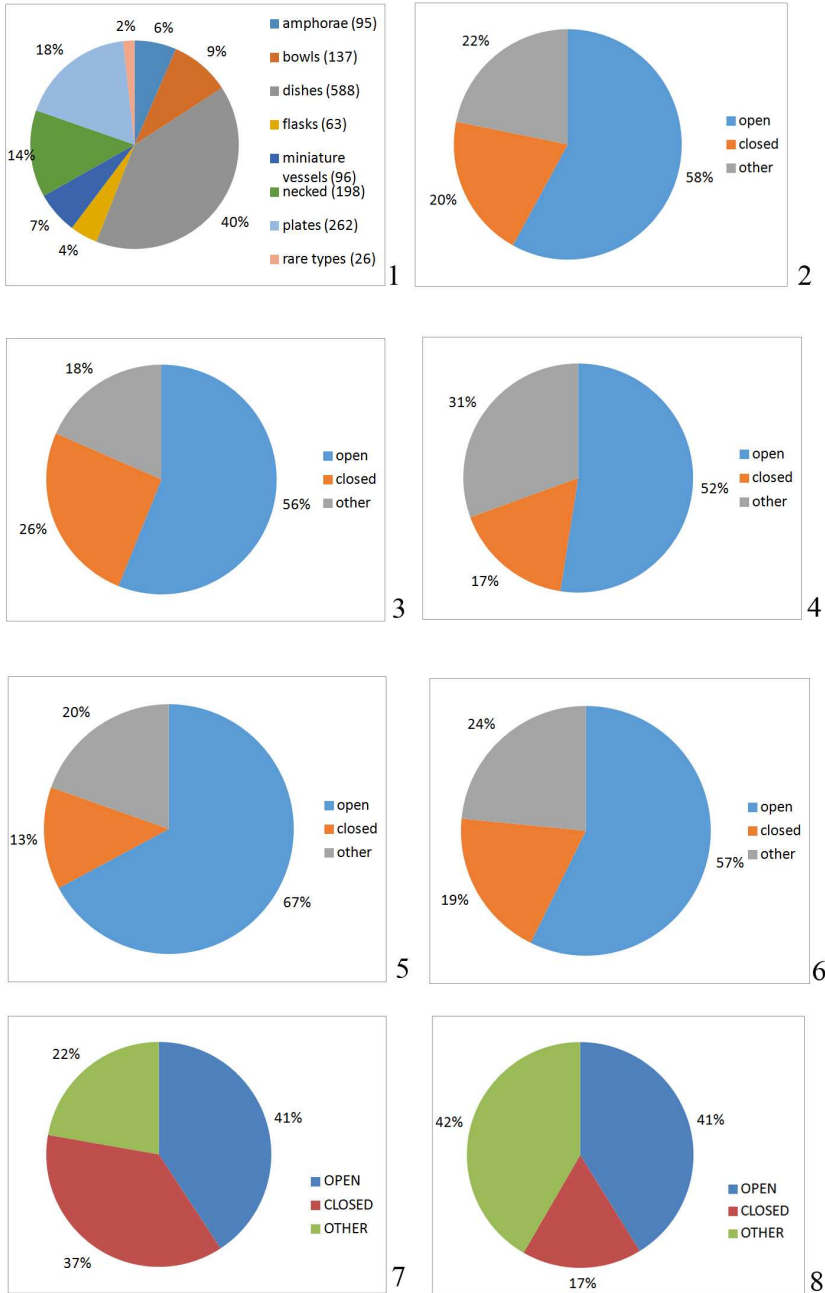 2%
6%
amphorae (95)
18%
9%
bowls (137)
dishes (588)
flasks (63)
14%
miniature
vessels (96)
necked (198)
7%
40%
plates (262)
4%
rare types (26)
1
22%
open
closed
other
58%
20%
2
18%
open
closed
other
56%
26%
3
31%
open
closed
other
52%
17%
4
20%
open
closed
other
13%
67%
5
24%
open
closed
other
57%
19%
6
22%
41%
OPEN
CLOSED
OTHER
37%
7
42%
41%
OPEN
CLOSED
OTHER
17%
8